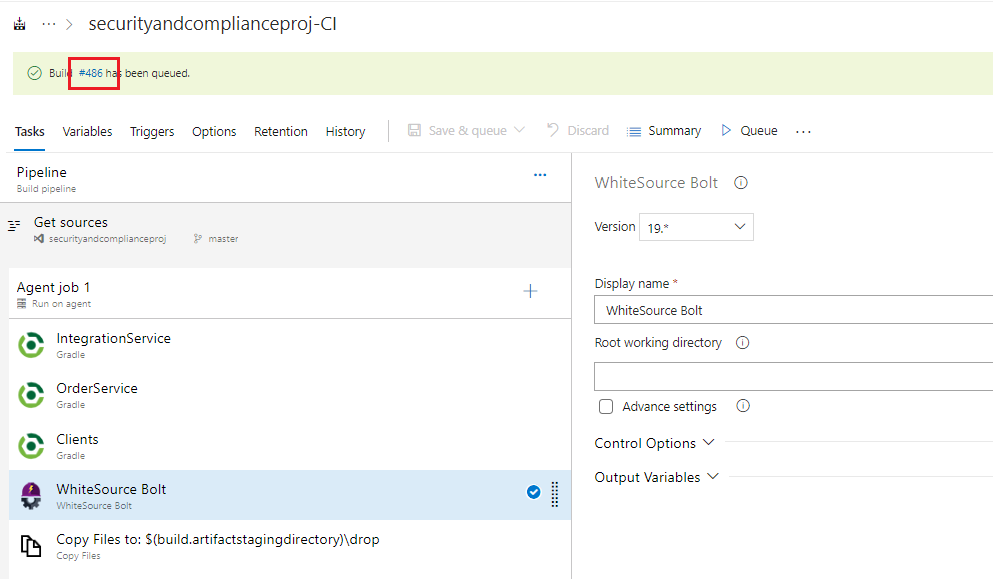 ··· securityandcomplianceproj-CI
Build #486 has been queued.
Tasks Variables Triggers Options Retention History Save & queue Discard Summary Queue ...
Pipeline ...
Build pipeline
Get sources
securityandcomplianceproj master
Agent job 1
Run on agent
IntegrationService
Gradle
OrderService
Gradle
Clients
Gradle
WhiteSource Bolt
WhiteSource Bolt
Copy Files to: $(build.artifactstagingdirectory)\drop
Copy Files
WhiteSource Bolt
Version 19.*
Display name *
WhiteSource Bolt
Root working directory
Advance settings
Control Options
Output Variables